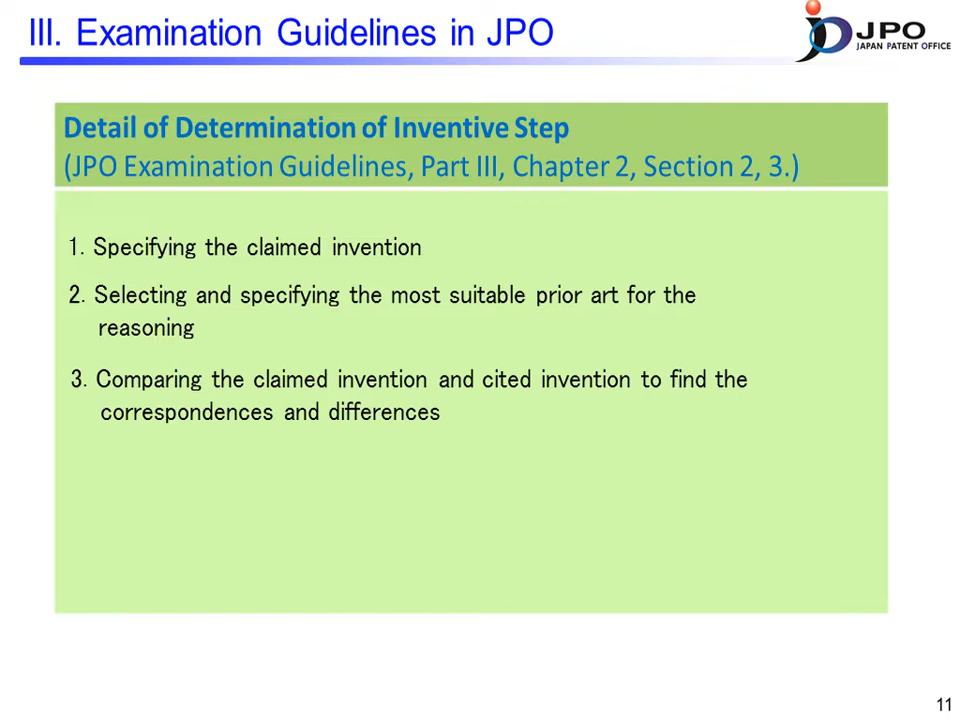 III. Examination Guidelines in JPO
JPO
JAPAN PATENT OFFICE
Detail of Determination of Inventive Step
(JPO Examination Guidelines, Part III, Chapter 2, Section 2, 3.)
1. Specifying the claimed invention
2. Selecting and specifying the most suitable prior art for the
reasoning
3. Comparing the claimed invention and cited invention to find the
correspondences and differences
11